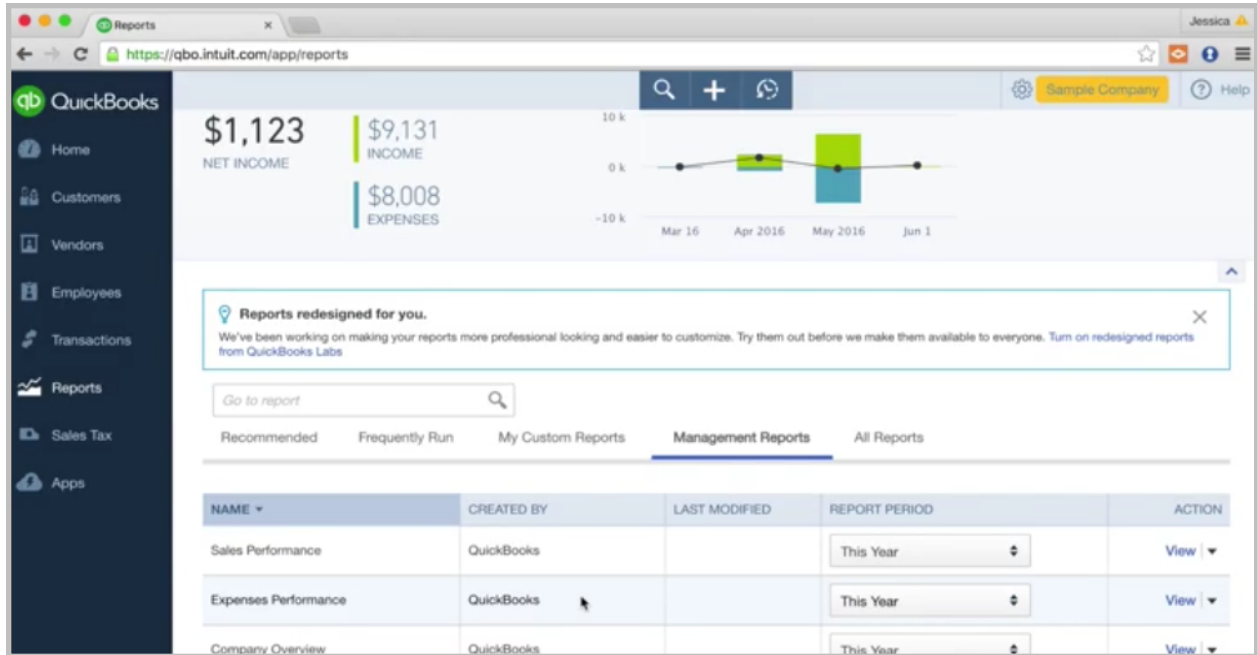 Reports
Jessica
https://qbo.intuit.com/app/reports
qb QuickBooks
Sample Company
Help
Home
Customers
Vendors
Employees
Transactions
Reports
Sales Tax
Apps
$1,123
NET INCOME
$9,131
INCOME
$8,008
EXPENSES
10 k
0 k
-10 k
Mar 16 Apr 2016 May 2016 Jun 1
Reports redesigned for you.
We've been working on making your reports more professional looking and easier to customize. Try them out before we make them available to everyone. Turn on redesigned reports
from QuickBooks Labs
Go to report
Recommended Frequently Run My Custom Reports Management Reports All Reports
NAME CREATED BY LAST MODIFIED REPORT PERIOD ACTION
Sales Performance QuickBooks This Year View
Expenses Performance QuickBooks This Year View
Company Overview QuickBooks This Year View